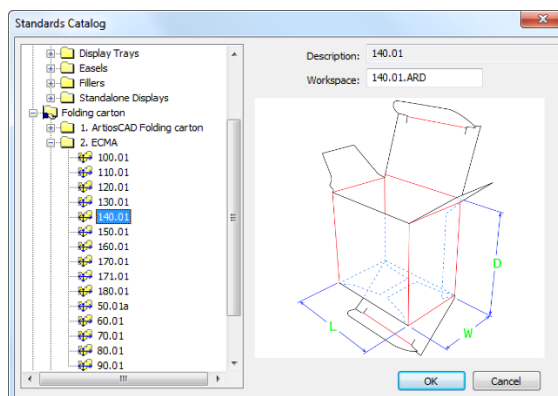 Standards Catalog
Display Trays
Easels
Fillers
Standalone Displays
Folding carton
1. ArtiosCAD Folding carton
2. ECMA
100.01
110.01
120.01
130.01
140.01
150.01
160.01
170.01
171.01
180.01
50.01a
60.01
70.01
80.01
90.01
Description: 140.01
Workspace: 140.01.ARD
D
L
W
OK Cancel